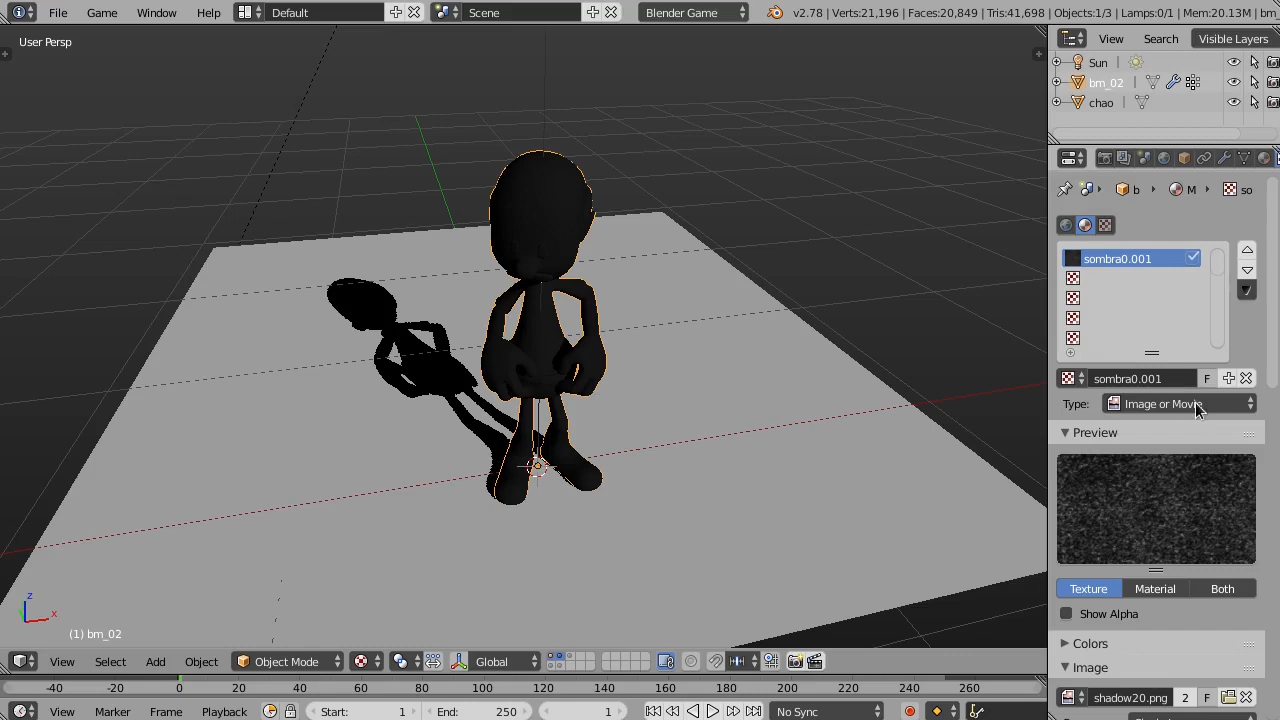 File Game Window Help Default Scene Blender Game v2.78 | Verts:21,196 | Faces:20,849 | Tris:41,698 | Objects:1/3 | Lamps:0/1 | Mem:20.13M | bm
View Search Visible Layers
User Persp
Sun
bm_02
chao
b M so
sombra0.001
sombra0.001 F
Type: Image or Movie
Preview
Texture Material Both
Show Alpha
z
x
(1) bm_02
Colors
View Select Add Object Object Mode Global
Image
-40 -20 0 20 40 60 80 100 120 140 160 180 200 220 240 260
shadow20.png 2 F
View Marker Frame Playback Start: 1 End: 250 1 No Sync